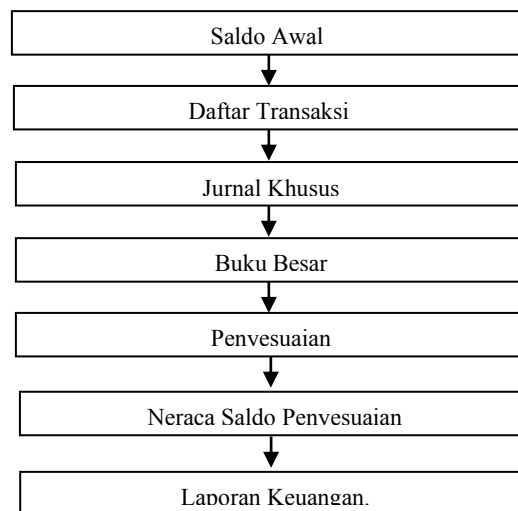 Saldo Awal
Daftar Transaksi
Jurnal Khusus
Buku Besar
Penyesuaian
Neraca Saldo Penyesuaian
Laporan Keuangan.